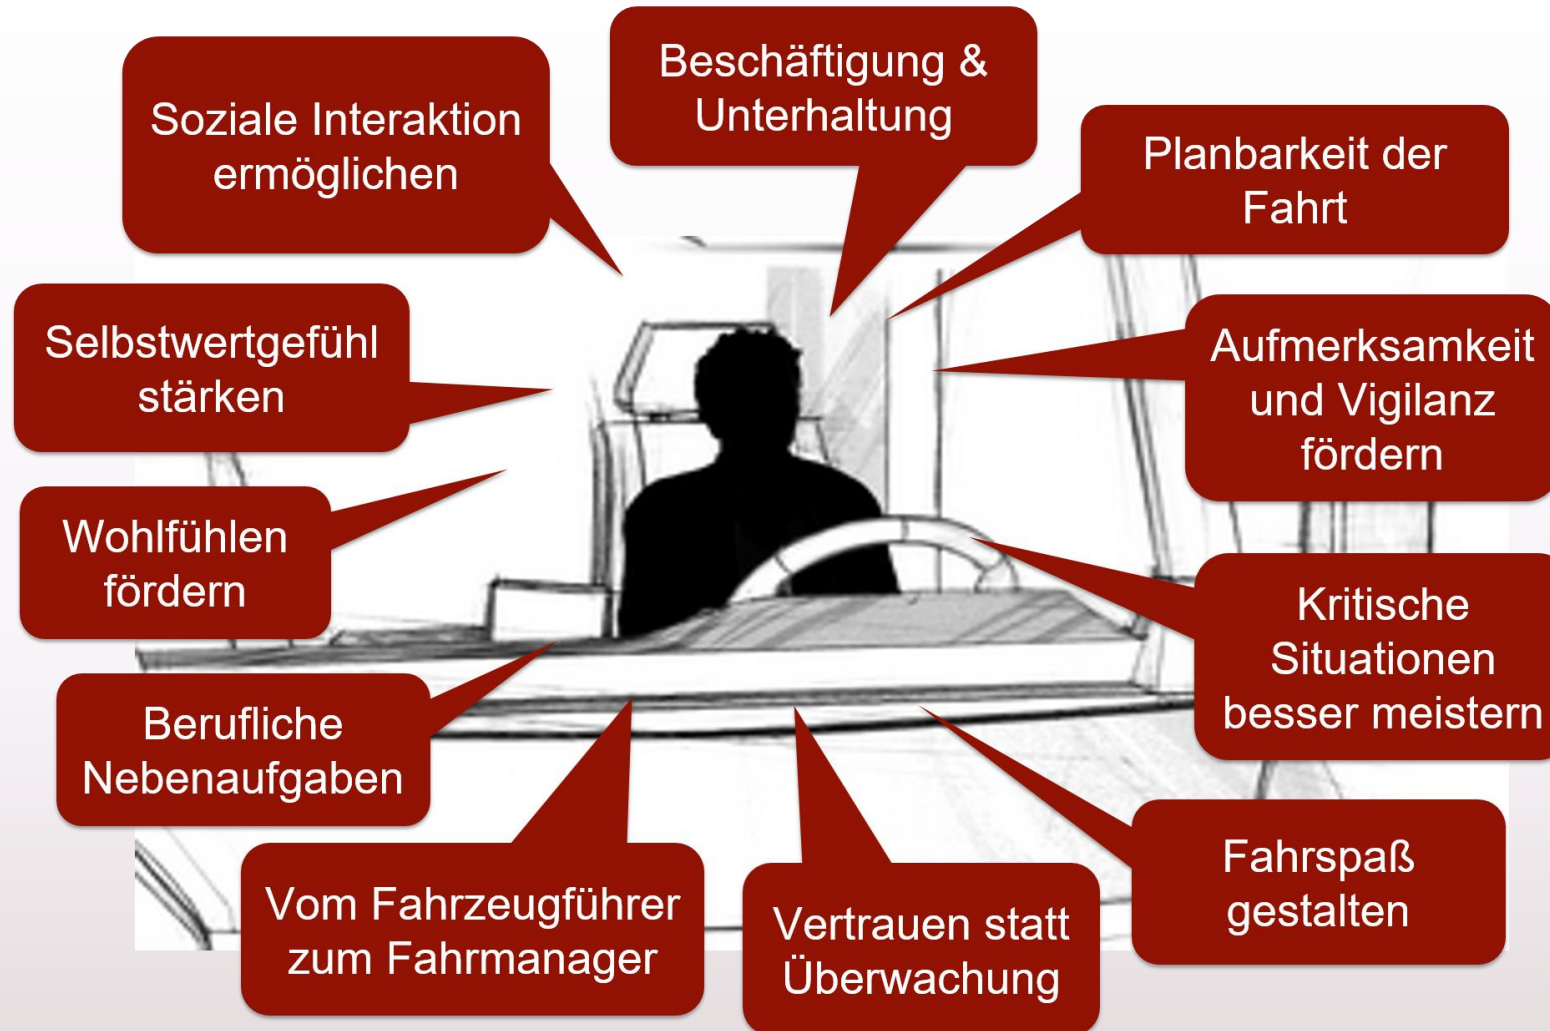 Beschäftigung &
Unterhaltung
Soziale Interaktion
ermöglichen
Planbarkeit der
Fahrt
Selbstwertgefühl
stärken
Aufmerksamkeit
und Vigilanz
fördern
Wohlfühlen
fördern
Kritische
Situationen
besser meistern
Berufliche
Nebenaufgaben
Fahrspaß
gestalten
Vom Fahrzeugführer
zum Fahrmanager
Vertrauen statt
Überwachung